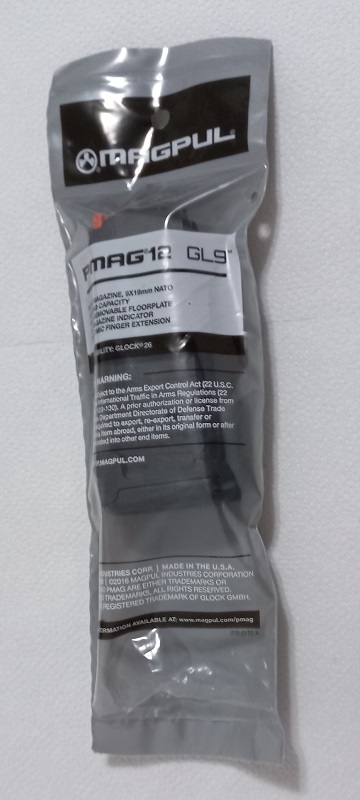 MAGPUL
PMAG 12 GL9™
MAGAZINE, 9X19mm NATO
CAPACITY
REMOVABLE FLOORPLATE
INDICATOR
FINGER EXTENSION
GLOCK® 26
WARNING:
to the Arms Export Control Act (22 U.S.C.
International Traffic in Arms Regulations (22
A prior authorization or license from
Department Directorate of Defense Trade
to export, re-export, transfer or
item abroad, either in its original form or after
into other end items.
.MAGPUL.COM
CORP. | MADE IN THE U.S.A.
©2016 MAGPUL INDUSTRIES CORPORATION
PMAG ARE EITHER TRADEMARKS OR
TRADEMARKS, ALL RIGHTS RESERVED.
REGISTERED TRADEMARK OF GLOCK GMBH.
AVAILABLE AT: www.magpul.com/pmag